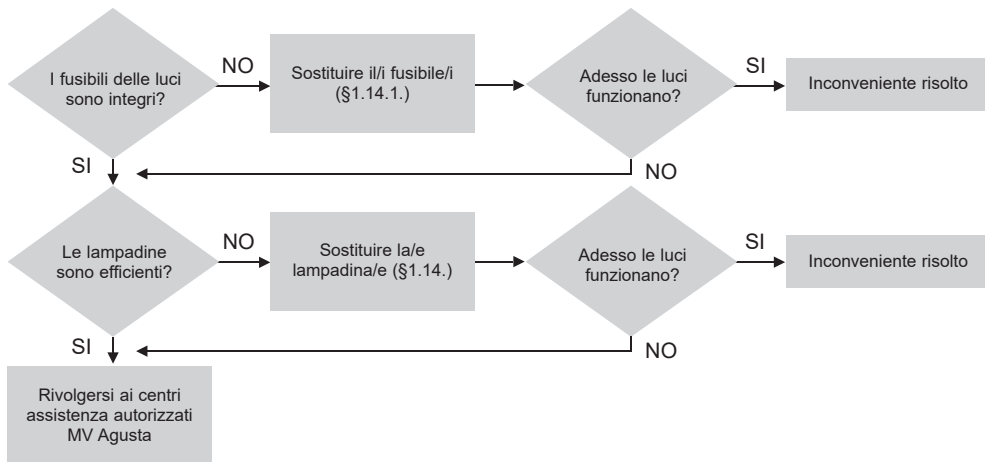 I fusibili delle luci
sono integri?
NO
Sostituire il/i fusibile/i
(§1.14.1.)
Adesso le luci
funzionano?
SI
Inconveniente risolto
SI
NO
Le lampadine
sono efficienti?
NO
Sostituire la/e
lampadina/e (§1.14.)
Adesso le luci
funzionano?
SI
Inconveniente risolto
SI
NO
Rivolgersi ai centri
assistenza autorizzati
MV Agusta